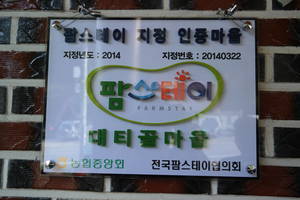 팜스테이 지정 인증마을
지정년도 : 2014 지정번호 : 20140322
팜스테이
FARMSTAY
대티골마을
농협중앙회 전국팜스테이협의회